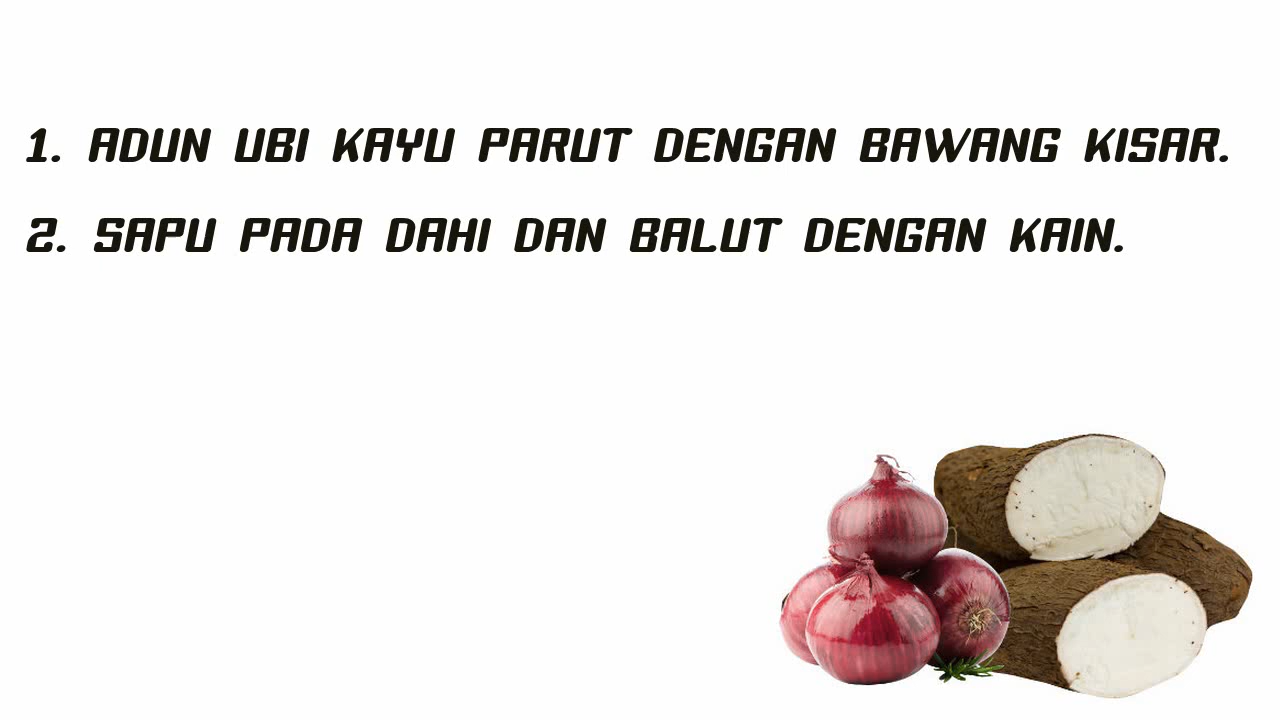 1. ADUN UBI KAYU PARUT DENGAN BAWANG KISAR.
2. SAPU PADA DAHI DAN BALUT DENGAN KAIN.